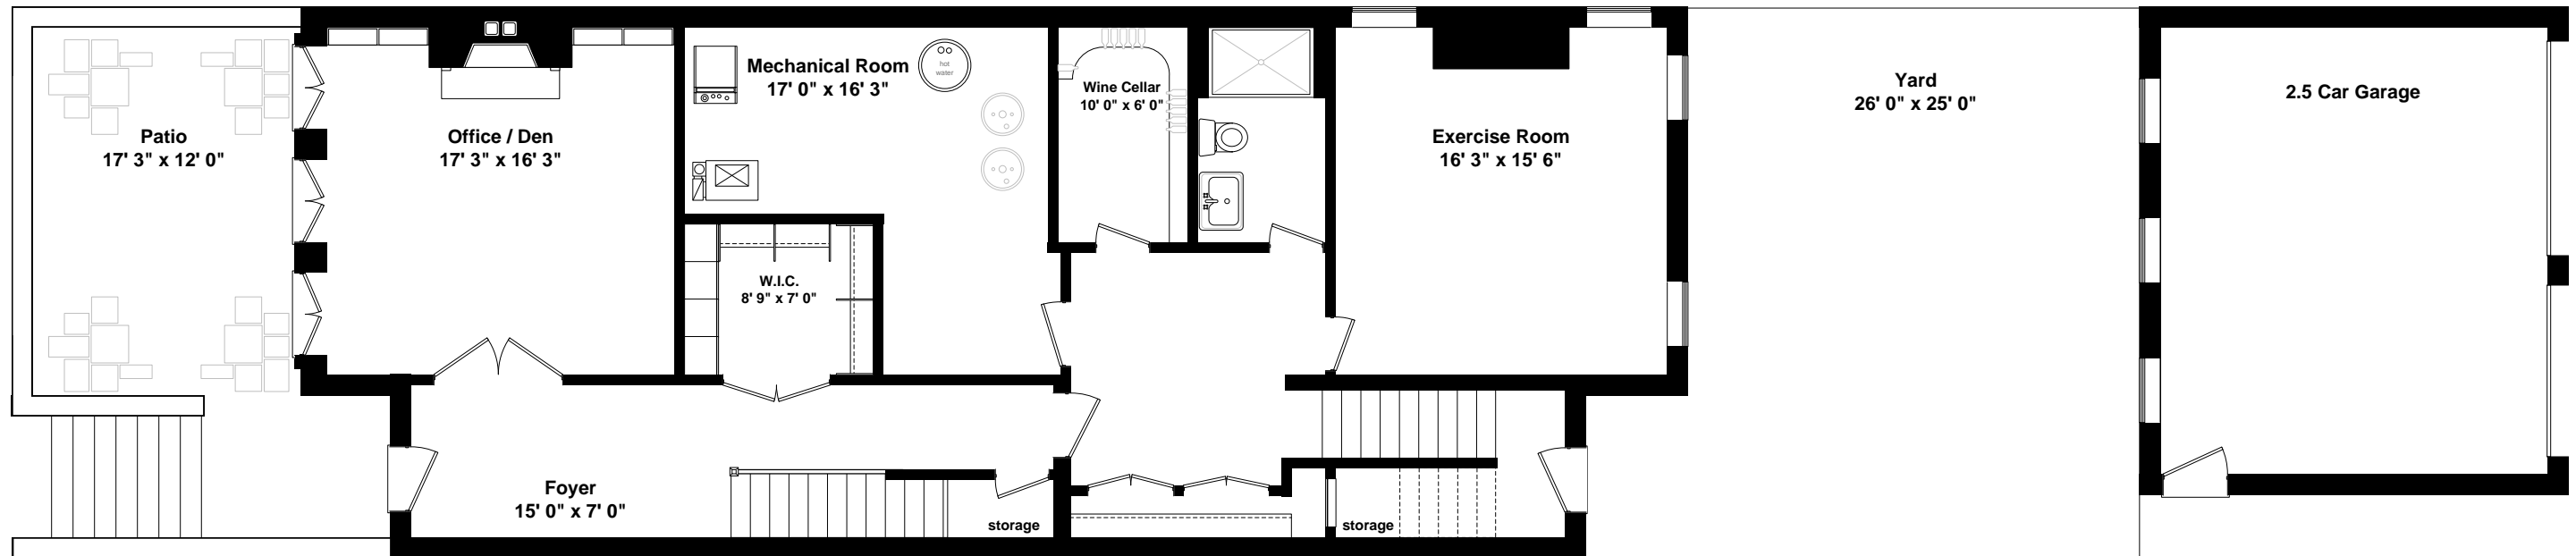 Patio
17' 3" x 12' 0"
Office / Den
17' 3" x 16' 3"
Mechanical Room
17' 0" x 16' 3"
hot
water
W.I.C.
8' 9" x 7' 0"
Wine Cellar
10' 0" x 6' 0"
Exercise Room
16' 3" x 15' 6"
Yard
26' 0" x 25' 0"
2.5 Car Garage
Foyer
15' 0" x 7' 0"
storage
storage